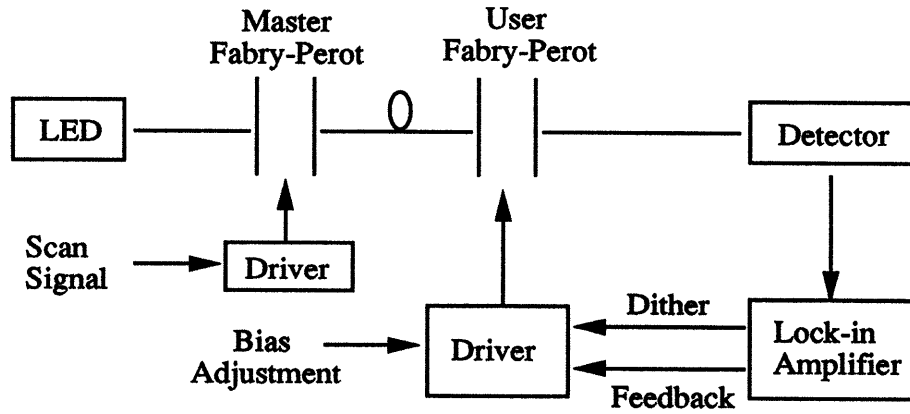 Master
Fabry-Perot
User
Fabry-Perot
LED
Detector
Scan
Signal
Driver
Bias
Adjustment
Driver
Dither
Feedback
Lock-in
Amplifier